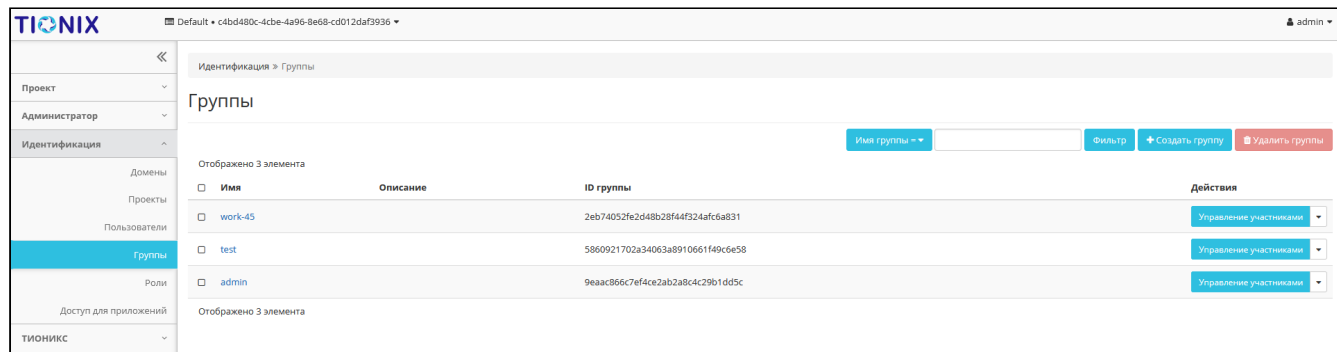 TIONIX
Default • c4bd480c-4cbe-4a96-8e68-cd012daf3936
admin
Идентификация » Группы
Проект
Администратор
Идентификация
Домены
Проекты
Пользователи
Группы
Роли
Доступ для приложений
ТИОНИКС
Группы
Имя группы =
Фильтр
+ Создать группу
Удалить группы
Отображено 3 элемента
Имя Описание ID группы Действия
work-45 2eb74052fe2d48b28f44f324afc6a831 Управление участниками
test 5860921702a34063a8910661f49c6e58 Управление участниками
admin 9eaac866c7ef4ce2ab2a8c4c29b1dd5c Управление участниками
Отображено 3 элемента